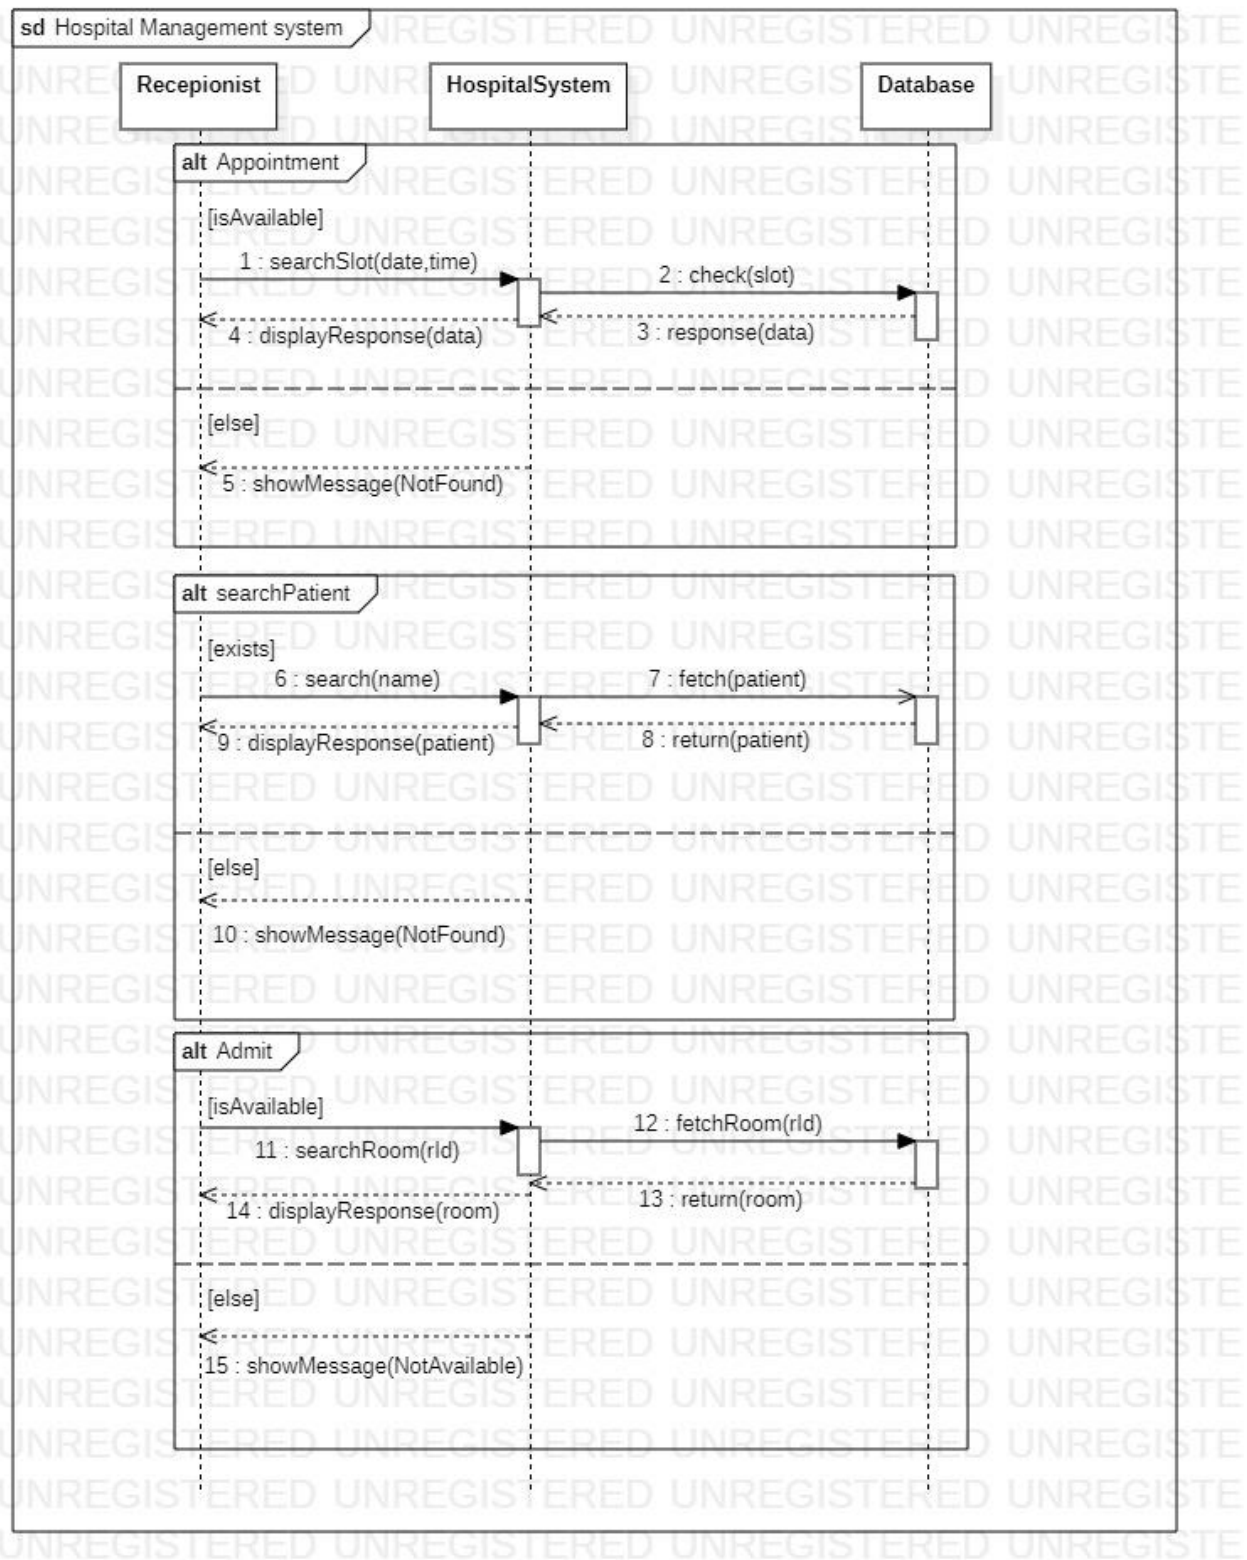 sd Hospital Management system
Recepionist
HospitalSystem
Database
alt Appointment
[isAvailable]
1 : searchSlot(date,time)
2 : check(slot)
3 : response(data)
4 : displayResponse(data)
[else]
5 : showMessage(NotFound)
alt searchPatient
[exists]
6 : search(name)
7 : fetch(patient)
8 : return(patient)
9 : displayResponse(patient)
[else]
10 : showMessage(NotFound)
alt Admit
[isAvailable]
11 : searchRoom(rId)
12 : fetchRoom(rId)
13 : return(room)
14 : displayResponse(room)
[else]
15 : showMessage(NotAvailable)
UNREGISTERED